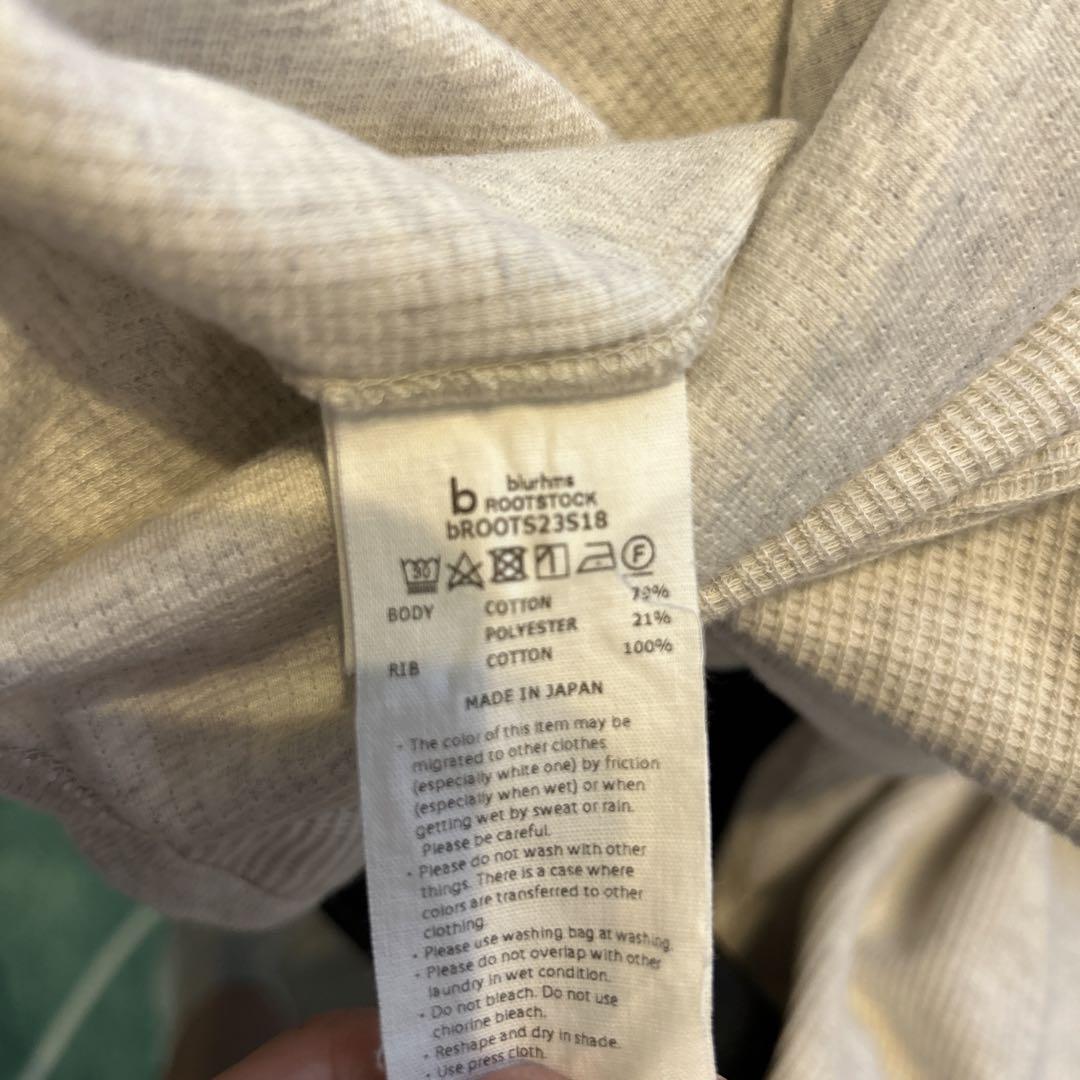 b blurhms
ROOTSTOCK
bROOTS23S18
30 F
BODY COTTON 79%
POLYESTER 21%
RIB COTTON 100%
MADE IN JAPAN
・The color of this item may be
migrated to other clothes
(especially white one) by friction
(especially when wet) or when
getting wet by sweat or rain.
Please be careful.
・Please do not wash with other
things. There is a case where
colors are transferred to other
clothing.
・Please use washing bag at washing.
・Please do not overlap with other
laundry in wet condition.
・Do not bleach. Do not use
chlorine bleach.
・Reshape and dry in shade.
・Use press cloth.